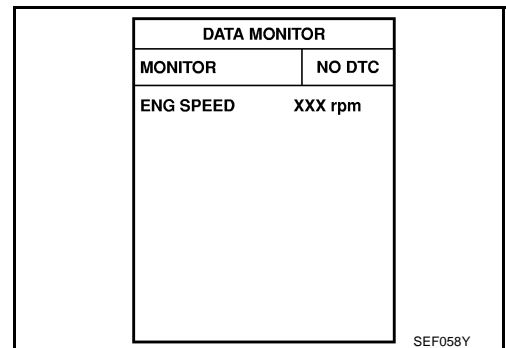 DATA MONITOR
MONITOR NO DTC
ENG SPEED XXX rpm
SEF058Y